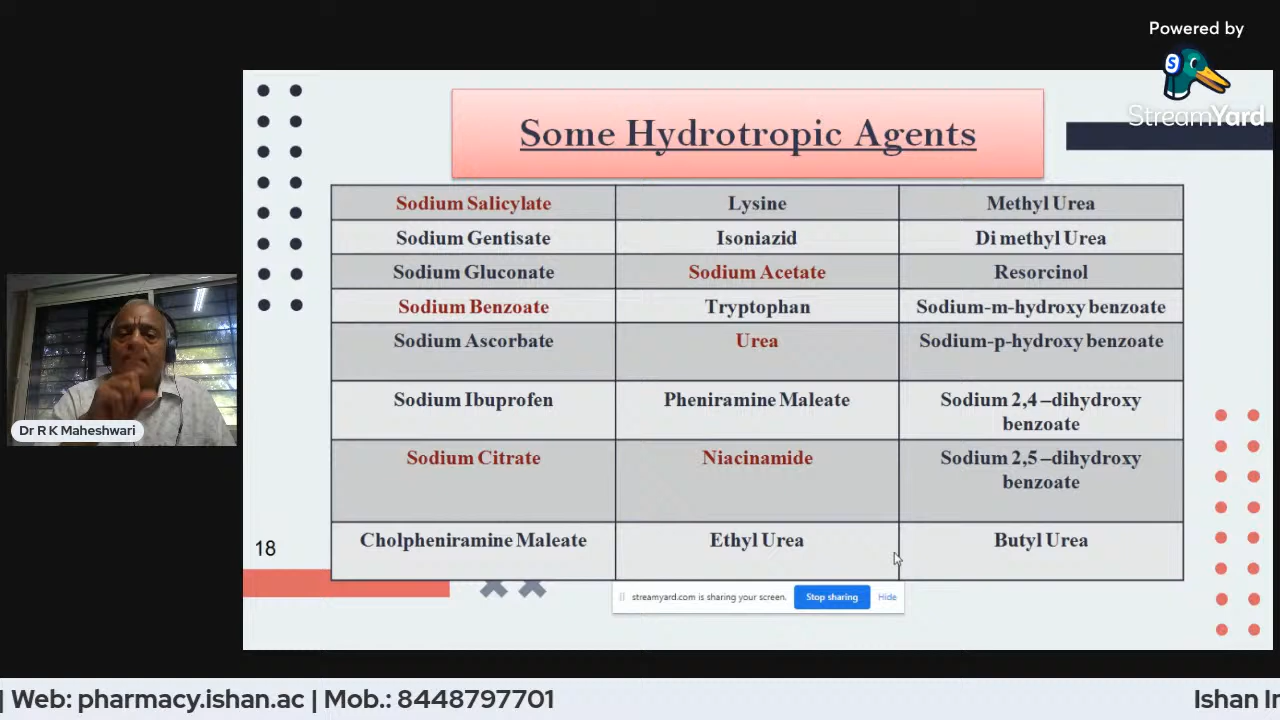 Powered by
StreamYard
Some Hydrotropic Agents
Sodium Salicylate Lysine Methyl Urea
Sodium Gentisate Isoniazid Di methyl Urea
Sodium Gluconate Sodium Acetate Resorcinol
Sodium Benzoate Tryptophan Sodium-m-hydroxy benzoate
Sodium Ascorbate Urea Sodium-p-hydroxy benzoate
Sodium Ibuprofen Pheniramine Maleate Sodium 2,4 –dihydroxy
benzoate
Sodium Citrate Niacinamide Sodium 2,5 –dihydroxy
benzoate
Cholpheniramine Maleate Ethyl Urea Butyl Urea
18
Dr R K Maheshwari
streamyard.com is sharing your screen. Stop sharing Hide
| Web: pharmacy.ishan.ac | Mob.: 8448797701 Ishan In